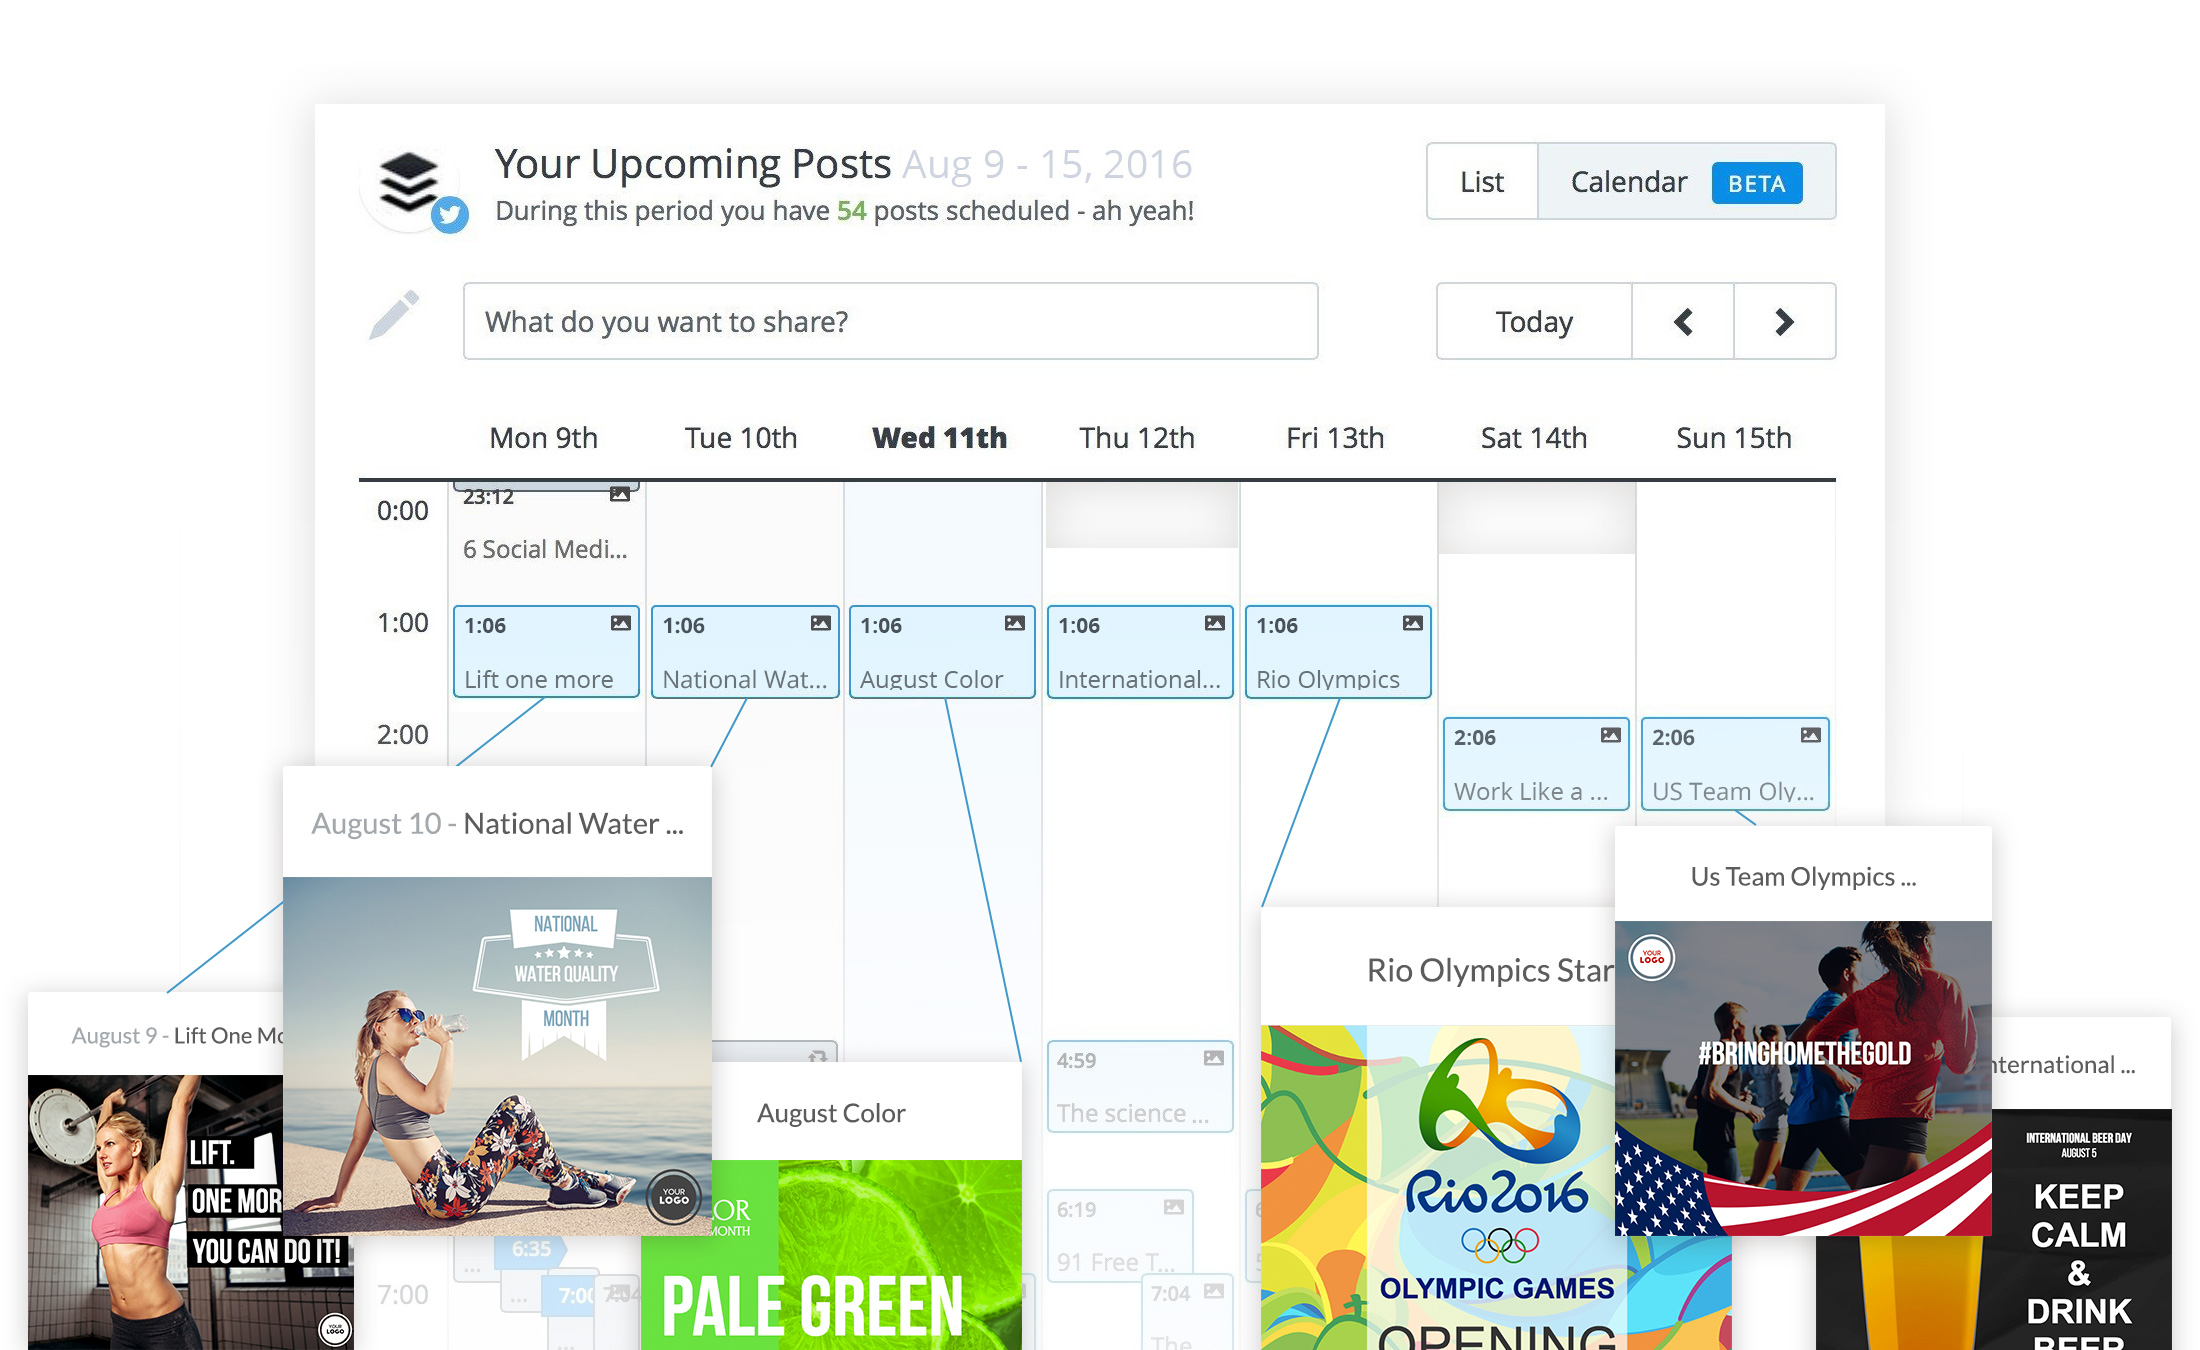 Your Upcoming Posts Aug 9 - 15, 2016
During this period you have 54 posts scheduled - ah yeah!
List
Calendar BETA
What do you want to share?
Today
Mon 9th
Tue 10th
Wed 11th
Thu 12th
Fri 13th
Sat 14th
Sun 15th
0:00
23:12
6 Social Medi...
1:00
1:06
Lift one more
1:06
National Wat...
1:06
August Color
1:06
International...
1:06
Rio Olympics
2:00
2:06
Work Like a ...
2:06
US Team Oly...
August 10 - National Water ...
NATIONAL
WATER QUALITY
MONTH
YOUR
LOGO
Us Team Olympics ...
YOUR
LOGO
#BRINGHOMETHEGOLD
Rio Olympics Star
Rio2016
OLYMPIC GAMES
OPENING
August 9 - Lift One Mo
LIFT.
ONE MOR
YOU CAN DO IT!
YOUR
LOGO
August Color
OR
MONTH
PALE GREEN
4:59
The science ...
6:19
91 Free T...
7:04
The
6:35
...
7:00
...
7:00
7:04
...
nternational ...
INTERNATIONAL BEER DAY
AUGUST 5
KEEP
CALM
&
DRINK
BEER